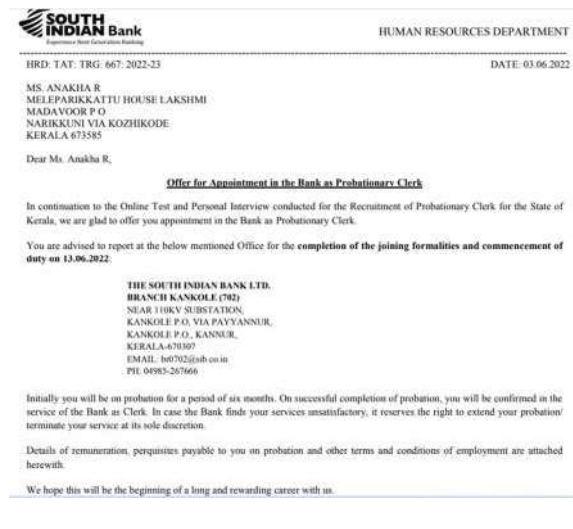 SOUTH
INDIAN Bank
Experience Next Generation Banking
HUMAN RESOURCES DEPARTMENT
HRD: TAT: TRG: 667: 2022-23
DATE: 03.06.2022
MS. ANAKHA R
MELEPARIKKATTU HOUSE LAKSHMI
MADAVOOR P O
NARIKKUNI VIA KOZHIKODE
KERALA 673585
Dear Ms. Anakha R,
Offer for Appointment in the Bank as Probationary Clerk
In continuation to the Online Test and Personal Interview conducted for the Recruitment of Probationary Clerk for the State of
Kerala, we are glad to offer you appointment in the Bank as Probationary Clerk.
You are advised to report at the below mentioned Office for the completion of the joining formalities and commencement of
duty on 13.06.2022.
THE SOUTH INDIAN BANK LTD.
BRANCH KANKOLE (702)
NEAR 110KV SUBSTATION,
KANKOLE P.O, VIA PAYYANNUR,
KANKOLE P.O., KANNUR,
KERALA-670307
EMAIL: br0702@sib.co.in
PH: 04985-267666
Initially you will be on probation for a period of six months. On successful completion of probation, you will be confirmed in the
service of the Bank as Clerk. In case the Bank finds your services unsatisfactory, it reserves the right to extend your probation/
terminate your service at its sole discretion.
Details of remuneration, perquisites payable to you on probation and other terms and conditions of employment are attached
herewith.
We hope this will be the beginning of a long and rewarding career with us.